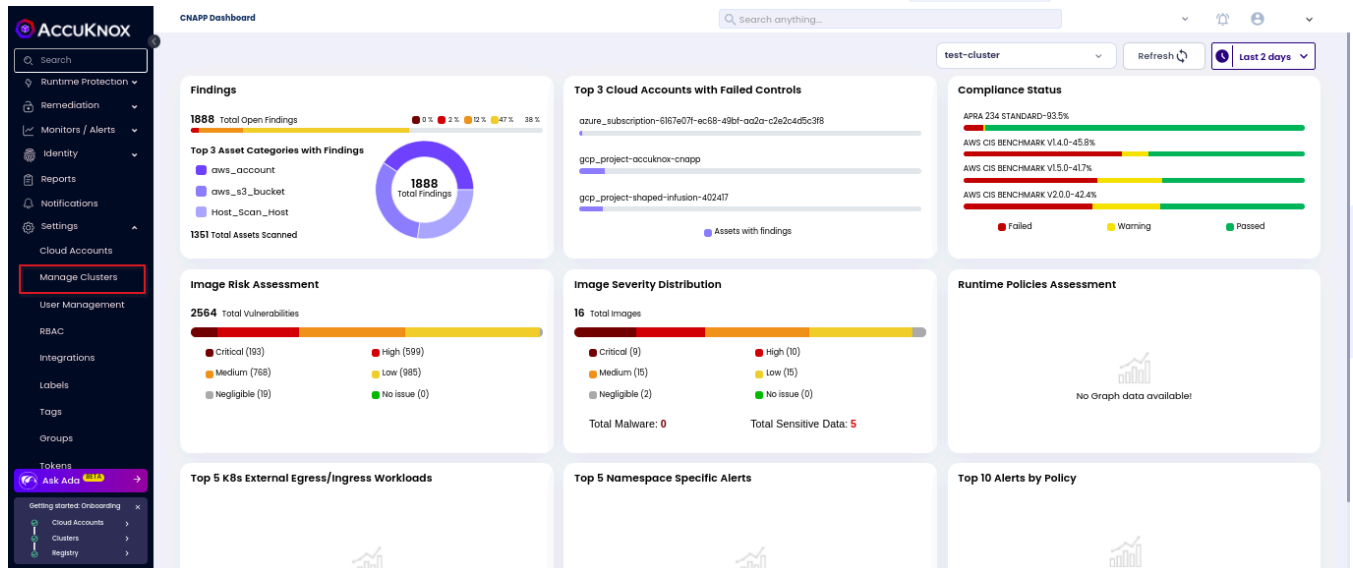 ACCUKNOX
Search
Runtime Protection
Remediation
Monitors / Alerts
Identity
Reports
Notifications
Settings
Cloud Accounts
Manage Clusters
User Management
RBAC
Integrations
Labels
Tags
Groups
Tokens
Ask Ada BETA
Getting started: Onboarding x
Cloud Accounts
Clusters
Registry
CNAPP Dashboard
Search anything...
test-cluster
Refresh
Last 2 days
Findings
1888 Total Open Findings 0 % 2 % 12 % 47 % 38 %
Top 3 Asset Categories with Findings
aws_account
aws_s3_bucket
Host_Scan_Host
1351 Total Assets Scanned
1888
Total Findings
Top 3 Cloud Accounts with Failed Controls
azure_subscription-6167e07f-ec68-49bf-aa2a-c2e2c4d5c3f8
gcp_project-accuknox-cnapp
gcp_project-shaped-infusion-402417
Assets with findings
Compliance Status
APRA 234 STANDARD-93.5%
AWS CIS BENCHMARK V1.4.0-45.8%
AWS CIS BENCHMARK V1.5.0-41.7%
AWS CIS BENCHMARK V2.0.0-42.4%
Failed Warning Passed
Image Risk Assessment
2564 Total Vulnerabilities
Critical (193) High (599)
Medium (768) Low (985)
Negligible (19) No issue (0)
Image Severity Distribution
16 Total Images
Critical (9) High (10)
Medium (15) Low (15)
Negligible (2) No issue (0)
Total Malware: 0 Total Sensitive Data: 5
Runtime Policies Assessment
No Graph data available!
Top 5 K8s External Egress/Ingress Workloads
Top 5 Namespace Specific Alerts
Top 10 Alerts by Policy